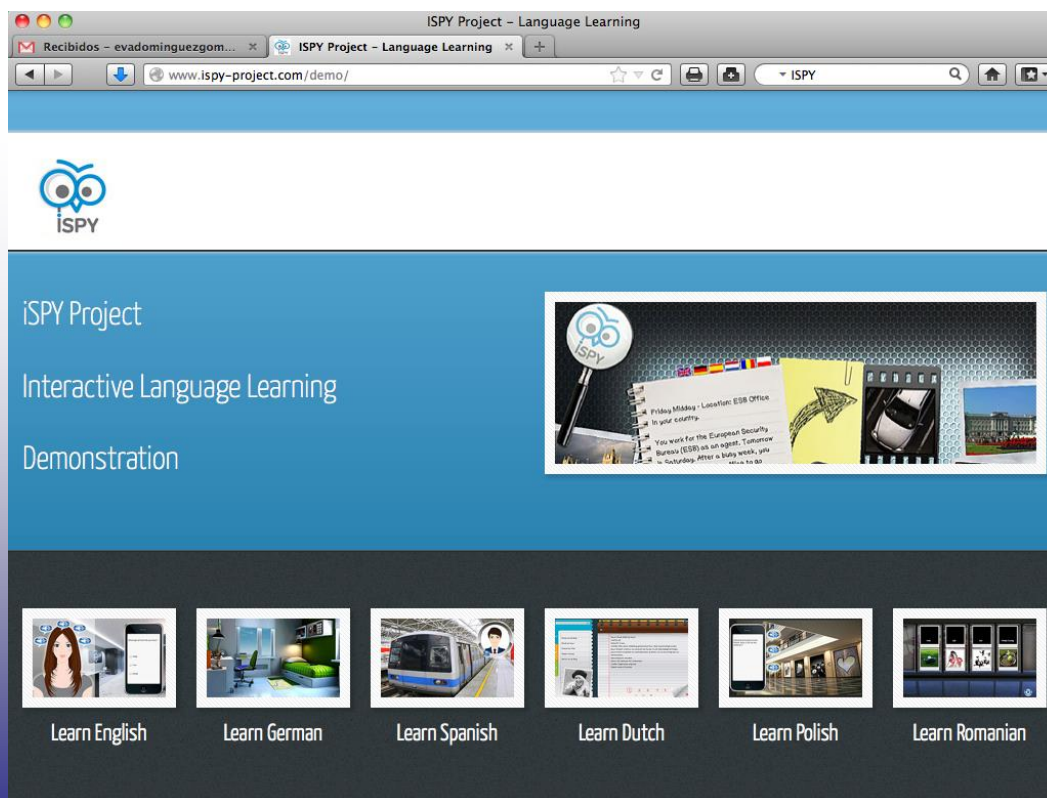 ISPY Project – Language Learning
Recibidos – evadominguezgom...
ISPY Project – Language Learning
www.ispy-project.com/demo/
ISPY
iSPY
iSPY Project
Interactive Language Learning
Demonstration
iSPY
Friday Midday - Location: ESB Office
in your country.
You work for the European Security
Bureau (ESB) as an agent. Tomorrow
is Saturday. After a busy week, you
Learn English
Learn German
Learn Spanish
Learn Dutch
Learn Polish
Learn Romanian